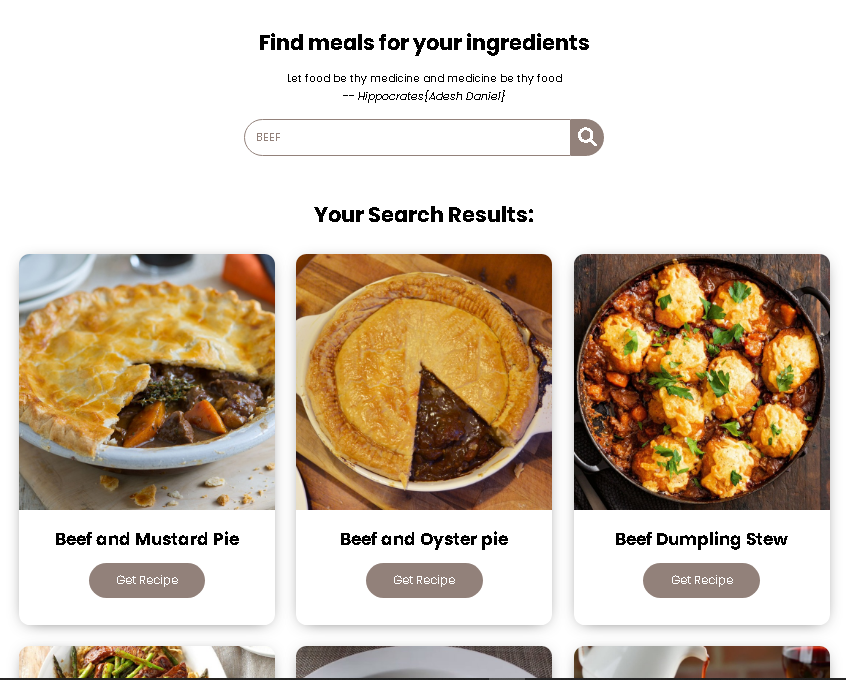 Find meals for your ingredients
Let food be thy medicine and medicine be thy food
-- Hippocrates{Adesh Daniel}
BEEF
Your Search Results:
Beef and Mustard Pie
Beef and Oyster pie
Beef Dumpling Stew
Get Recipe
Get Recipe
Get Recipe